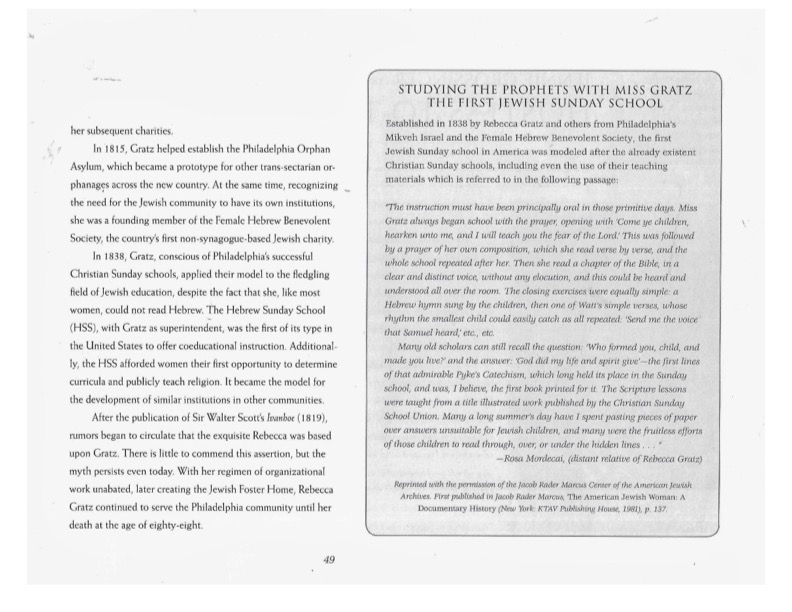 her subsequent charities.
In 1815, Gratz helped establish the Philadelphia Orphan
Asylum, which became a prototype for other trans-sectarian or-
phanages across the new country. At the same time, recognizing
the need for the Jewish community to have its own institutions,
she was a founding member of the Female Hebrew Benevolent
Society, the country's first non-synagogue-based Jewish charity.
In 1838, Gratz, conscious of Philadelphia's successful
Christian Sunday schools, applied their model to the fledgling
field of Jewish education, despite the fact that she, like most
women, could not read Hebrew. The Hebrew Sunday School
(HSS), with Gratz as superintendent, was the first of its type in
the United States to offer coeducational instruction. Additional-
ly, the HSS afforded women their first opportunity to determine
curricula and publicly teach religion. It became the model for
the development of similar institutions in other communities.
After the publication of Sir Walter Scott's Ivanhoe (1819),
rumors began to circulate that the exquisite Rebecca was based
upon Gratz. There is little to commend this assertion, but the
myth persists even today. With her regimen of organizational
work unabated, later creating the Jewish Foster Home, Rebecca
Gratz continued to serve the Philadelphia community until her
death at the age of eighty-eight.
49
STUDYING THE PROPHETS WITH MISS GRATZ
THE FIRST JEWISH SUNDAY SCHOOL
Established in 1838 by Rebecca Gratz and others from Philadelphia's
Mikveh Israel and the Female Hebrew Benevolent Society, the first
Jewish Sunday school in America was modeled after the already existent
Christian Sunday schools, including even the use of their teaching
materials which is referred to in the following passage:
"The instruction must have been principally oral in those primitive days. Miss
Gratz always began school with the prayer, opening with 'Come ye children,
hearken unto me, and I will teach you the fear of the Lord.' This was followed
by a prayer of her own composition, which she read verse by verse, and the
whole school repeated after her. Then she read a chapter of the Bible, in a
clear and distinct voice, without any elocution, and this could be heard and
understood all over the room. The closing exercises were equally simple: a
Hebrew hymn sung by the children, then one of Watt's simple verses, whose
rhythm the smallest child could easily catch as all repeated: 'Send me the voice
that Samuel heard,' etc., etc.
Many old scholars can still recall the question: 'Who formed you, child, and
made you live?' and the answer: 'God did my life and spirit give'—the first lines
of that admirable Pyke's Catechism, which long held its place in the Sunday
school, and was, I believe, the first book printed for it. The Scripture lessons
were taught from a title illustrated work published by the Christian Sunday
School Union. Many a long summer's day have I spent pasting pieces of paper
over answers unsuitable for Jewish children, and many were the fruitless efforts
of those children to read through, over, or under the hidden lines . . . "
—Rosa Mordecai, (distant relative of Rebecca Gratz)
Reprinted with the permission of the Jacob Rader Marcus Center of the American Jewish
Archives. First published in Jacob Rader Marcus, The American Jewish Woman: A
Documentary History (New York: KTAV Publishing House, 1981), p. 137.